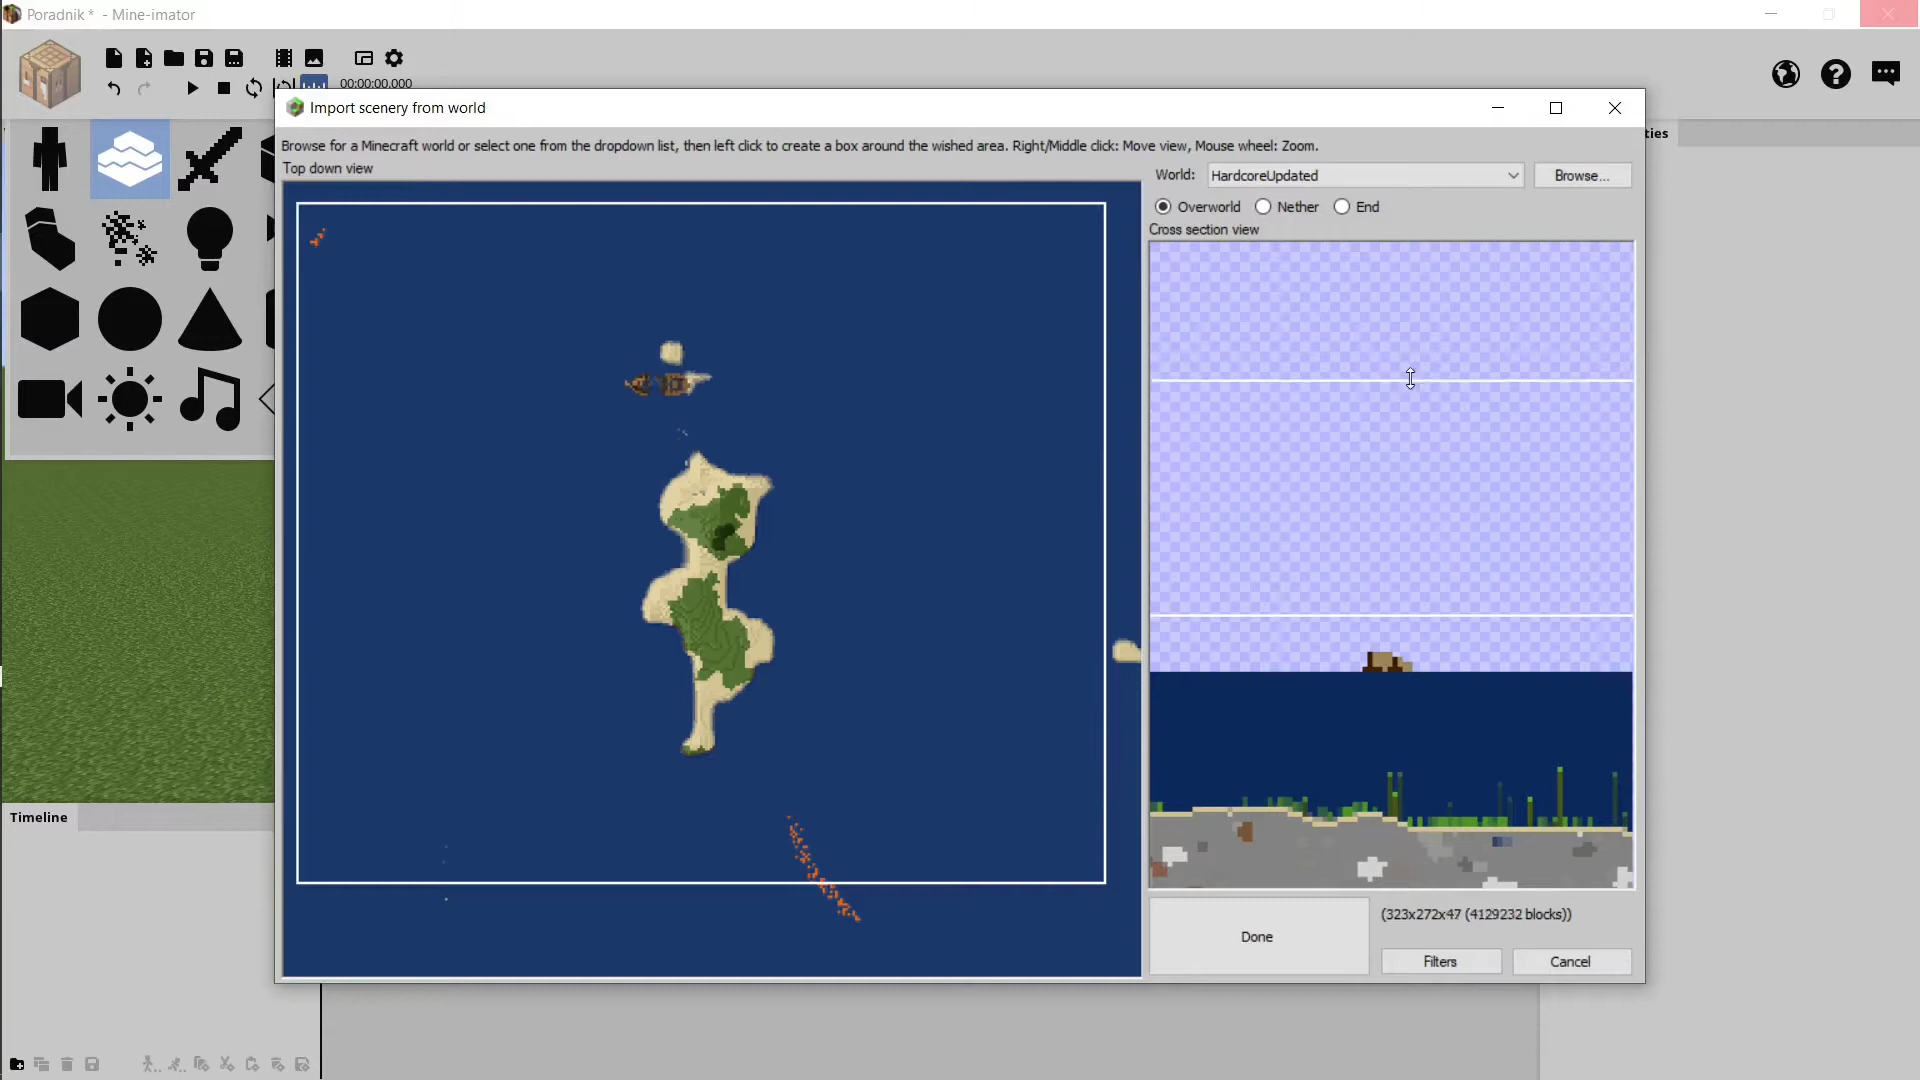 Poradnik * - Mine-imator
00:00:00.000
Import scenery from world
ties
Browse for a Minecraft world or select one from the dropdown list, then left click to create a box around the wished area. Right/Middle click: Move view, Mouse wheel: Zoom.
Top down view
World: HardcoreUpdated Browse...
Overworld Nether End
Cross section view
Timeline
(323x272x47 (4129232 blocks))
Done
Filters Cancel